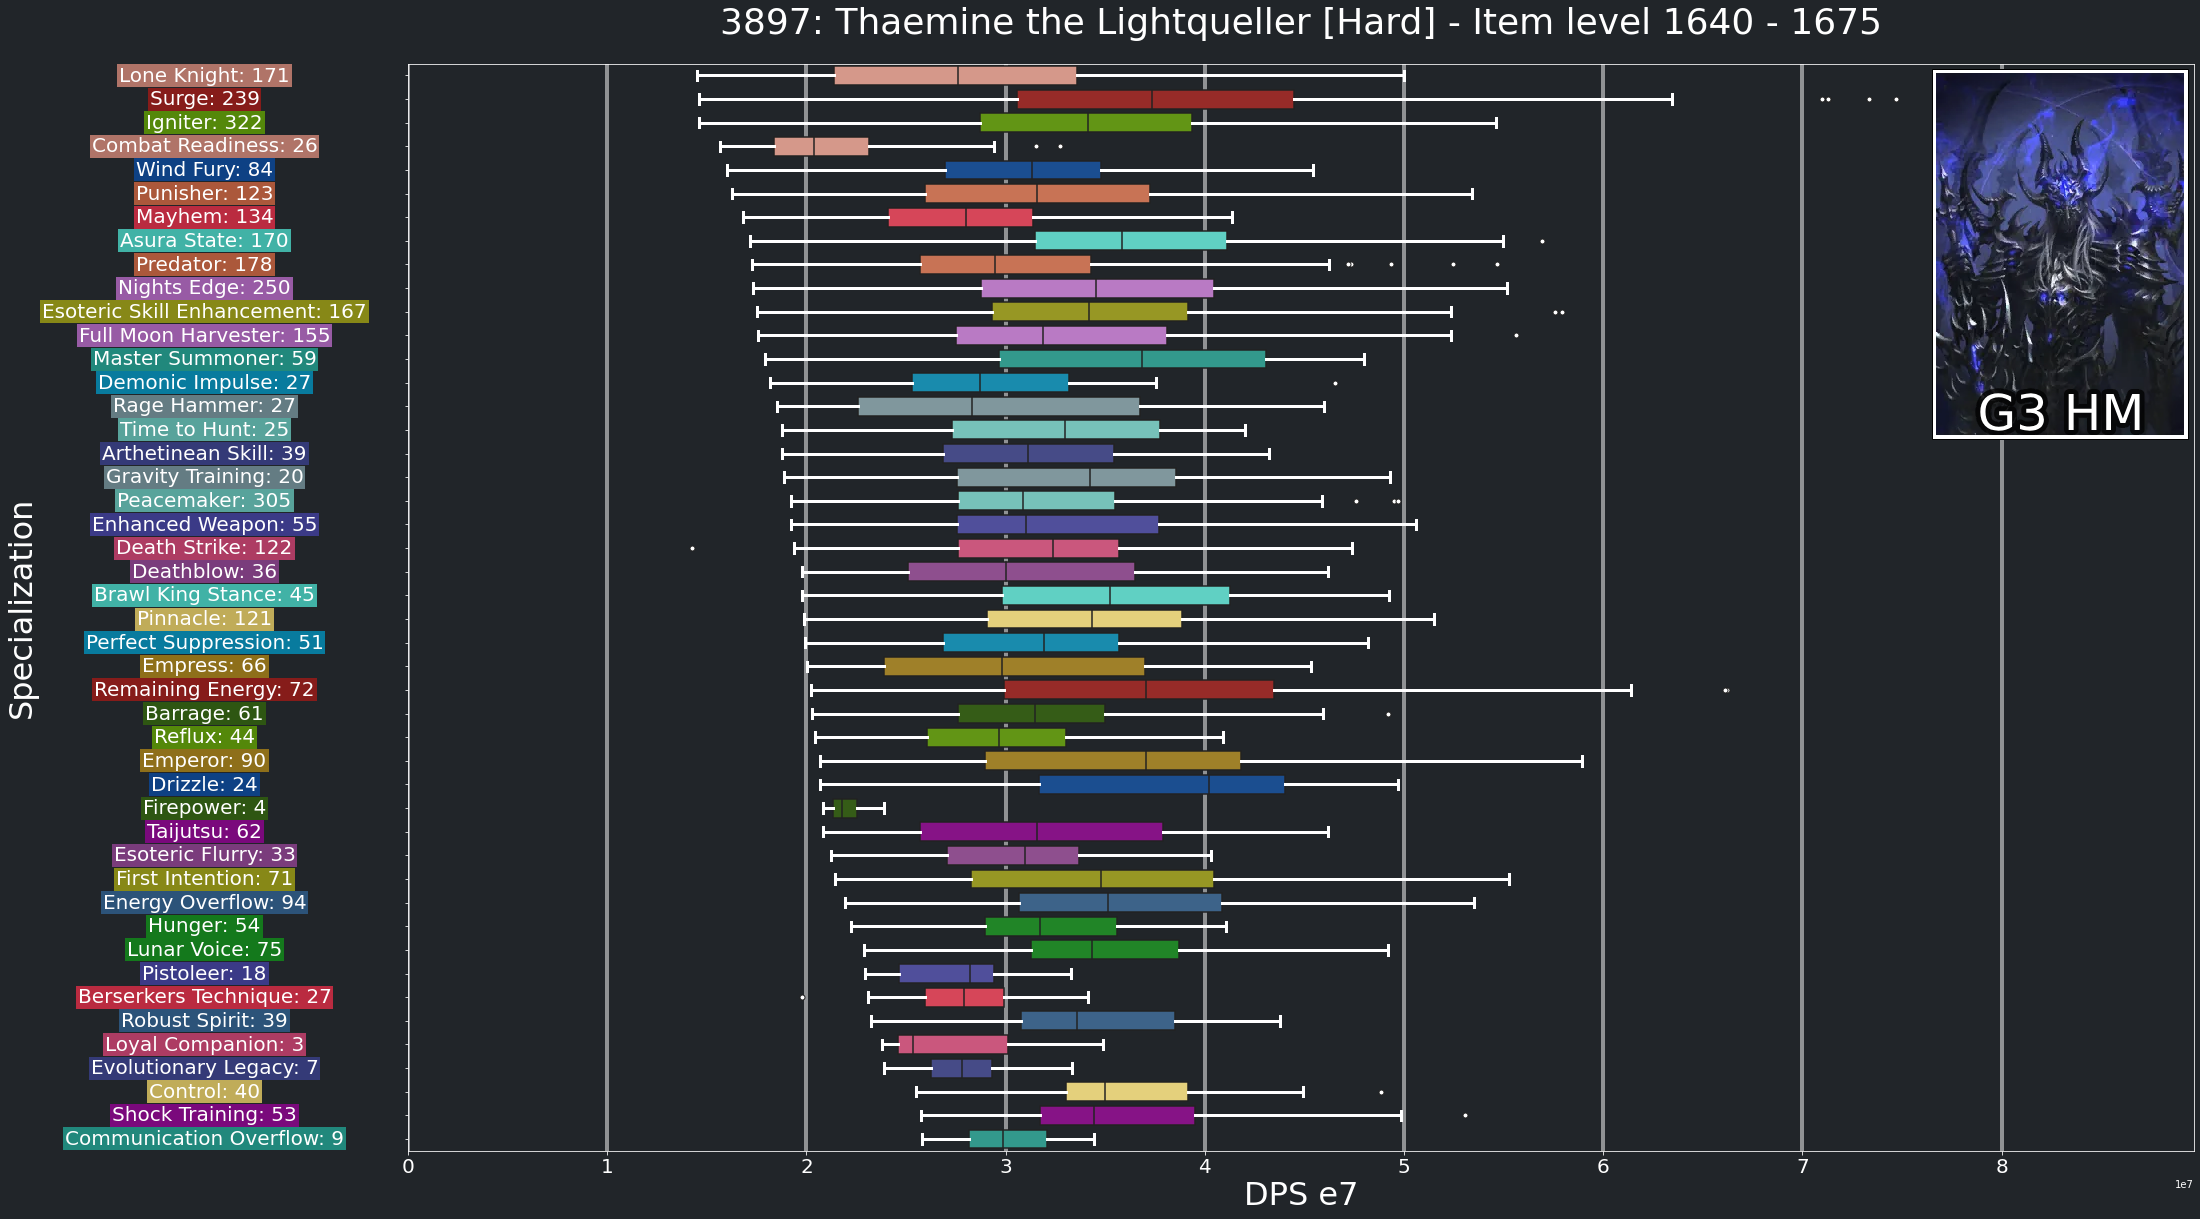 3897: Thaemine the Lightqueller [Hard] - Item level 1640 - 1675
Lone Knight: 171
Surge: 239
Igniter: 322
Combat Readiness: 26
Wind Fury: 84
Punisher: 123
Mayhem: 134
Asura State: 170
Predator: 178
Nights Edge: 250
Esoteric Skill Enhancement: 167
Full Moon Harvester: 155
Master Summoner: 59
Demonic Impulse: 27
Rage Hammer: 27
Time to Hunt: 25
Arthetinean Skill: 39
Gravity Training: 20
Peacemaker: 305
Enhanced Weapon: 55
Death Strike: 122
Deathblow: 36
Brawl King Stance: 45
Pinnacle: 121
Perfect Suppression: 51
Empress: 66
Remaining Energy: 72
Barrage: 61
Reflux: 44
Emperor: 90
Drizzle: 24
Firepower: 4
Taijutsu: 62
Esoteric Flurry: 33
First Intention: 71
Energy Overflow: 94
Hunger: 54
Lunar Voice: 75
Pistoleer: 18
Berserkers Technique: 27
Robust Spirit: 39
Loyal Companion: 3
Evolutionary Legacy: 7
Control: 40
Shock Training: 53
Communication Overflow: 9
Specialization
G3 HM
0 1 2 3 4 5 6 7 8
DPS e7
1e7